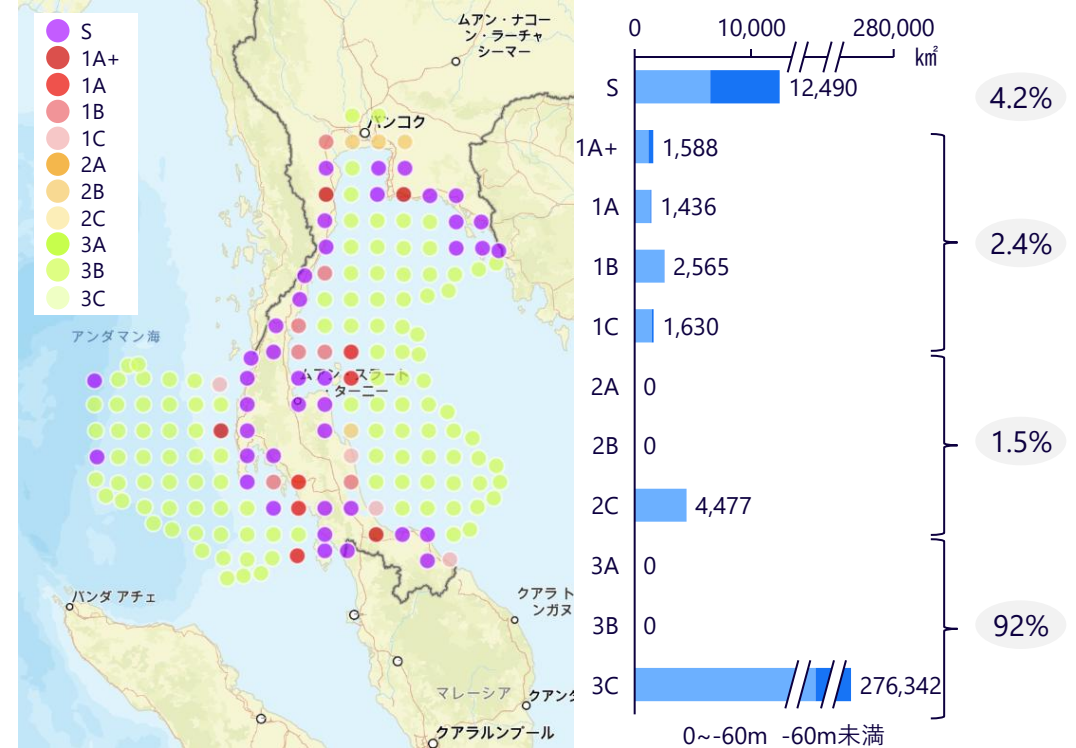 S
1A+
1A
1B
1C
2A
2B
2C
3A
3B
3C
ムアン・ナコー
ン・ラーチャ
シーマー
バンコク
アンダマン海
ムアン・スラート
・ターニー
バンダ アチェ
クアラ ト
ンガヌ
マレーシア
クアンタ
クアラルンプール
0
10,000
280,000
㎢
S
12,490
4.2%
1A+
1,588
1A
1,436
2.4%
1B
2,565
1C
1,630
2A
0
2B
0
1.5%
2C
4,477
3A
0
3B
0
92%
3C
276,342
0~-60m
-60m未満